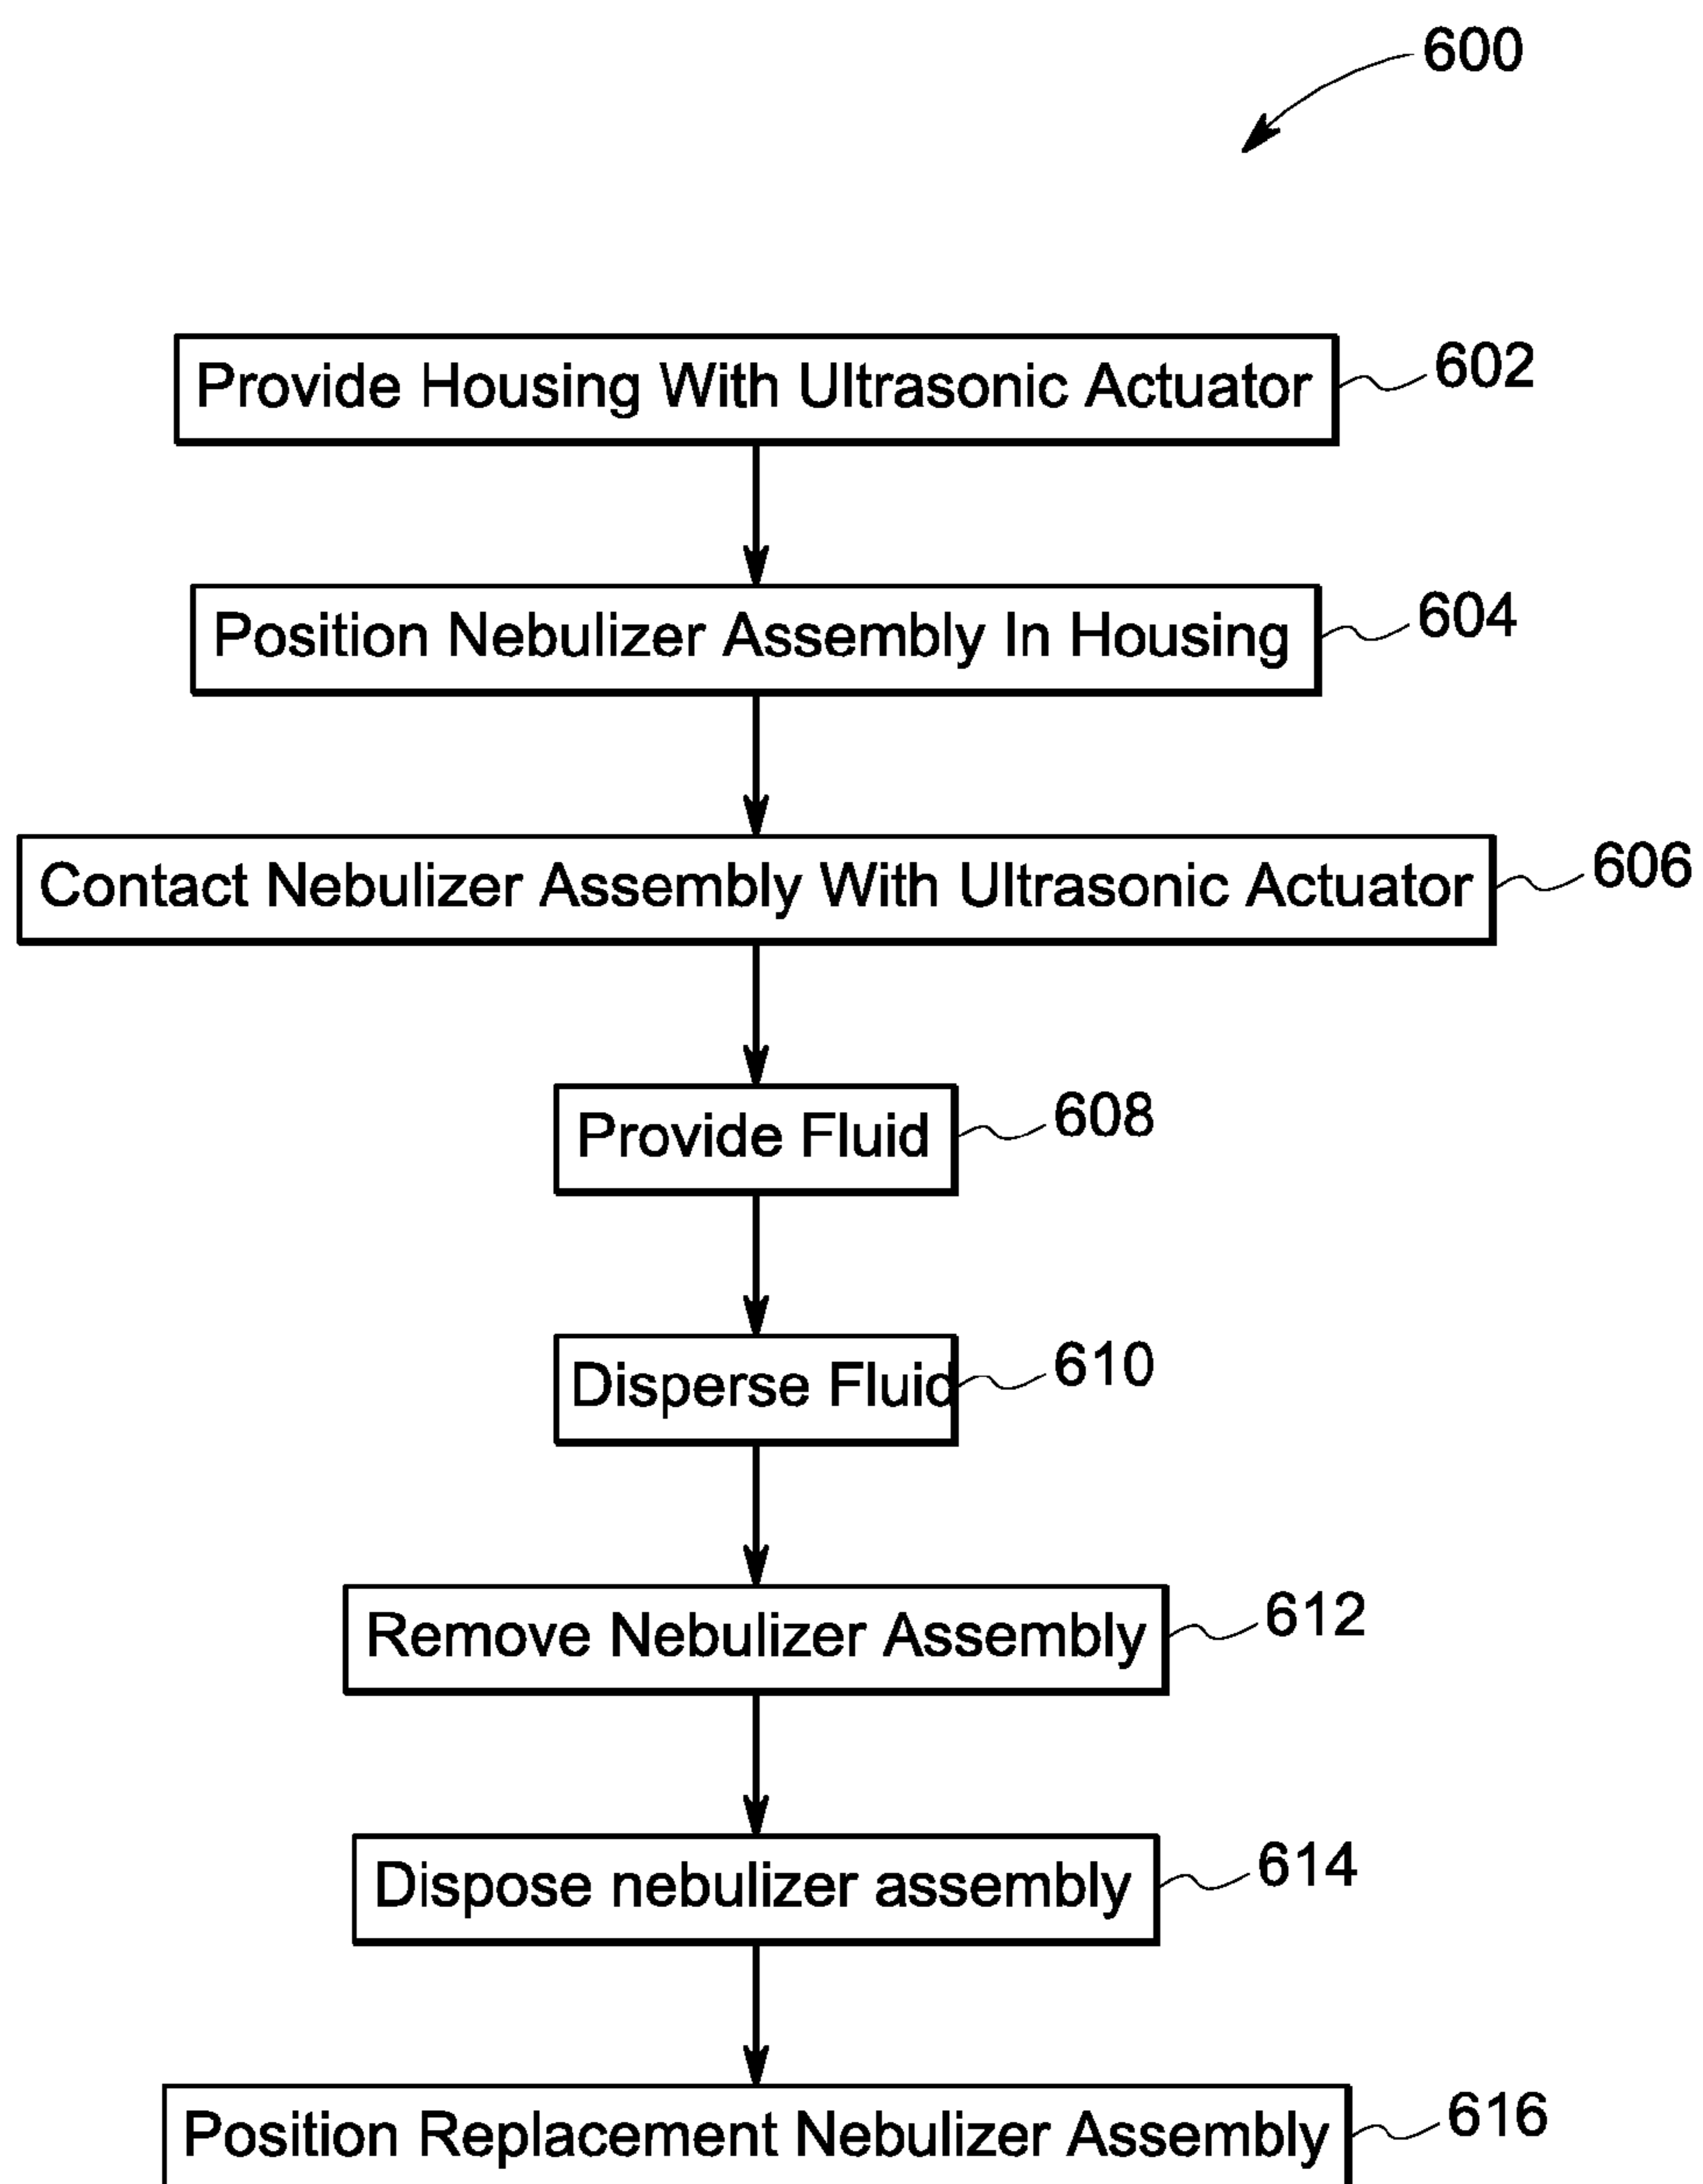 600
Provide Housing With Ultrasonic Actuator
602
Position Nebulizer Assembly In Housing
604
Contact Nebulizer Assembly With Ultrasonic Actuator
606
Provide Fluid
608
Disperse Fluid
610
Remove Nebulizer Assembly
612
Dispose nebulizer assembly
614
Position Replacement Nebulizer Assembly
616